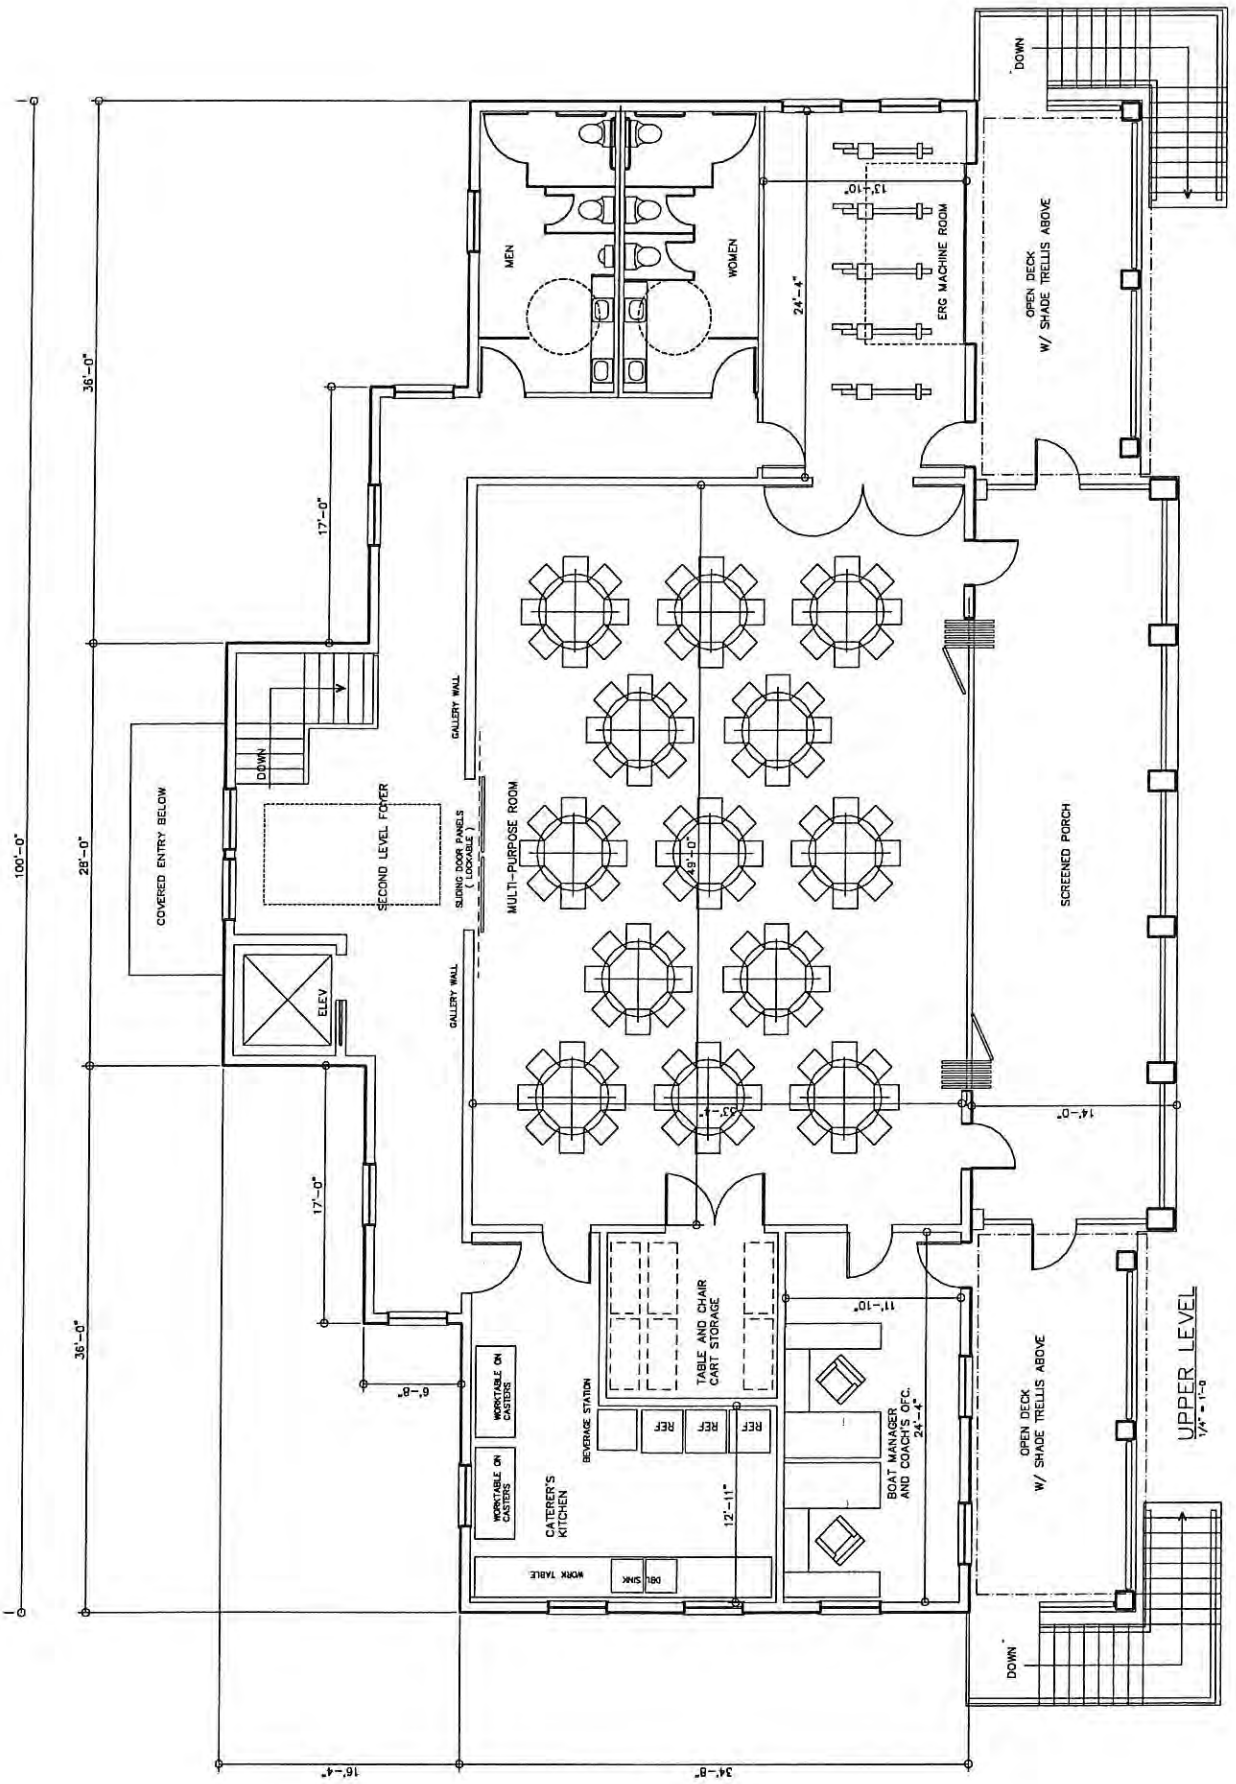 100'-0"
36'-0"
28'-0"
36'-0"
17'-0"
17'-0"
6'-8"
16'-4"
34'-8"
COVERED ENTRY BELOW
DOWN
ELEV
SECOND LEVEL FOYER
GALLERY WALL
SLIDING DOOR PANELS
( LOCKABLE )
GALLERY WALL
MULTI-PURPOSE ROOM
49'-0"
33'-4"
MEN
WOMEN
24'-4"
13'-10"
ERG MACHINE ROOM
OPEN DECK
W/ SHADE TRELLIS ABOVE
DOWN
SCREENED PORCH
14'-0"
WORKTABLE ON
CASTERS
WORKTABLE ON
CASTERS
CATERER'S
KITCHEN
BEVERAGE STATION
REF
REF
REF
WORK TABLE
DBL SINK
12'-11"
TABLE AND CHAIR
CART STORAGE
11'-10"
BOAT MANAGER
AND COACH'S OFC.
24'-4"
OPEN DECK
W/ SHADE TRELLIS ABOVE
DOWN
UPPER LEVEL
1/4" = 1'-0